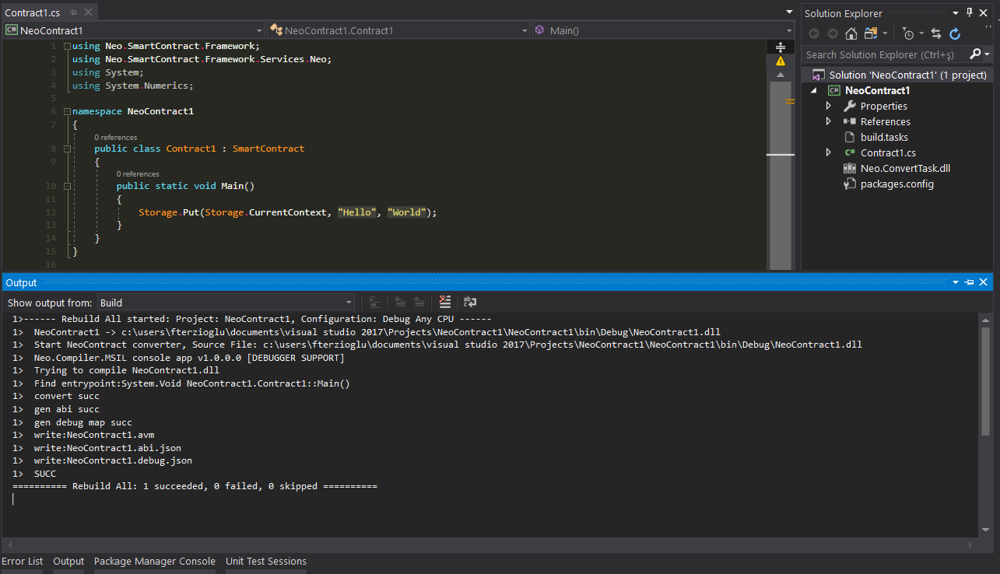 Contract1.cs
NeoContract1
NeoContract1.Contract1
Main()
1 using Neo.SmartContract.Framework;
2 using Neo.SmartContract.Framework.Services.Neo;
3 using System;
4 using System.Numerics;
5
6 namespace NeoContract1
7 {
0 references
8 public class Contract1 : SmartContract
9 {
0 references
10 public static void Main()
11 {
12 Storage.Put(Storage.CurrentContext, "Hello", "World");
13 }
14 }
15 }
16
Solution Explorer
Search Solution Explorer (Ctrl+ş)
Solution 'NeoContract1' (1 project)
C# NeoContract1
Properties
References
build.tasks
C# Contract1.cs
Neo.ConvertTask.dll
packages.config
Output
Show output from: Build
1>------ Rebuild All started: Project: NeoContract1, Configuration: Debug Any CPU ------
1> NeoContract1 -> c:\users\fterzioglu\documents\visual studio 2017\Projects\NeoContract1\NeoContract1\bin\Debug\NeoContract1.dll
1> Start NeoContract converter, Source File: c:\users\fterzioglu\documents\visual studio 2017\Projects\NeoContract1\NeoContract1\bin\Debug\NeoContract1.dll
1> Neo.Compiler.MSIL console app v1.0.0.0 [DEBUGGER SUPPORT]
1> Trying to compile NeoContract1.dll
1> Find entrypoint:System.Void NeoContract1.Contract1::Main()
1> convert succ
1> gen abi succ
1> gen debug map succ
1> write:NeoContract1.avm
1> write:NeoContract1.abi.json
1> write:NeoContract1.debug.json
1> SUCC
========== Rebuild All: 1 succeeded, 0 failed, 0 skipped ==========
Error List Output Package Manager Console Unit Test Sessions